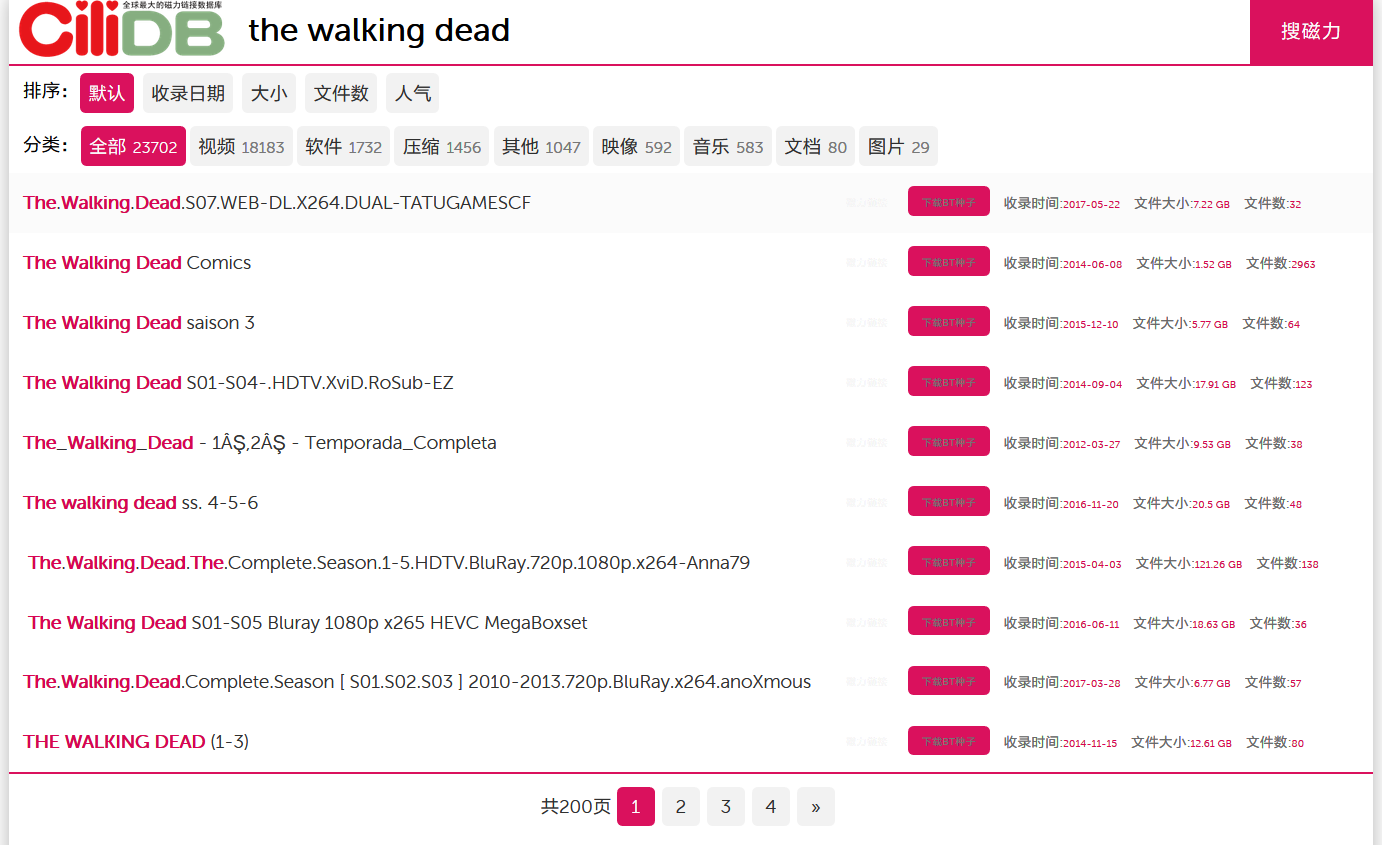 CiliDB 全球最大的磁力链接数据库 the walking dead 搜磁力
排序： 默认 收录日期 大小 文件数 人气
分类： 全部 23702 视频 18183 软件 1732 压缩 1456 其他 1047 映像 592 音乐 583 文档 80 图片 29
The.Walking.Dead.S07.WEB-DL.X264.DUAL-TATUGAMESCF 磁力链接 下载BT种子 收录时间:2017-05-22 文件大小:7.22 GB 文件数:32
The Walking Dead Comics 磁力链接 下载BT种子 收录时间:2014-06-08 文件大小:1.52 GB 文件数:2963
The Walking Dead saison 3 磁力链接 下载BT种子 收录时间:2015-12-10 文件大小:5.77 GB 文件数:64
The Walking Dead S01-S04-.HDTV.XviD.RoSub-EZ 磁力链接 下载BT种子 收录时间:2014-09-04 文件大小:17.91 GB 文件数:123
The_Walking_Dead - 1ÂŞ,2ÂŞ - Temporada_Completa 磁力链接 下载BT种子 收录时间:2012-03-27 文件大小:9.53 GB 文件数:38
The walking dead ss. 4-5-6 磁力链接 下载BT种子 收录时间:2016-11-20 文件大小:20.5 GB 文件数:48
The.Walking.Dead.The.Complete.Season.1-5.HDTV.BluRay.720p.1080p.x264-Anna79 磁力链接 下载BT种子 收录时间:2015-04-03 文件大小:121.26 GB 文件数:138
The Walking Dead S01-S05 Bluray 1080p x265 HEVC MegaBoxset 磁力链接 下载BT种子 收录时间:2016-06-11 文件大小:18.63 GB 文件数:36
The.Walking.Dead.Complete.Season [ S01.S02.S03 ] 2010-2013.720p.BluRay.x264.anoXmous 磁力链接 下载BT种子 收录时间:2017-03-28 文件大小:6.77 GB 文件数:57
THE WALKING DEAD (1-3) 磁力链接 下载BT种子 收录时间:2014-11-15 文件大小:12.61 GB 文件数:80
共200页 1 2 3 4 »